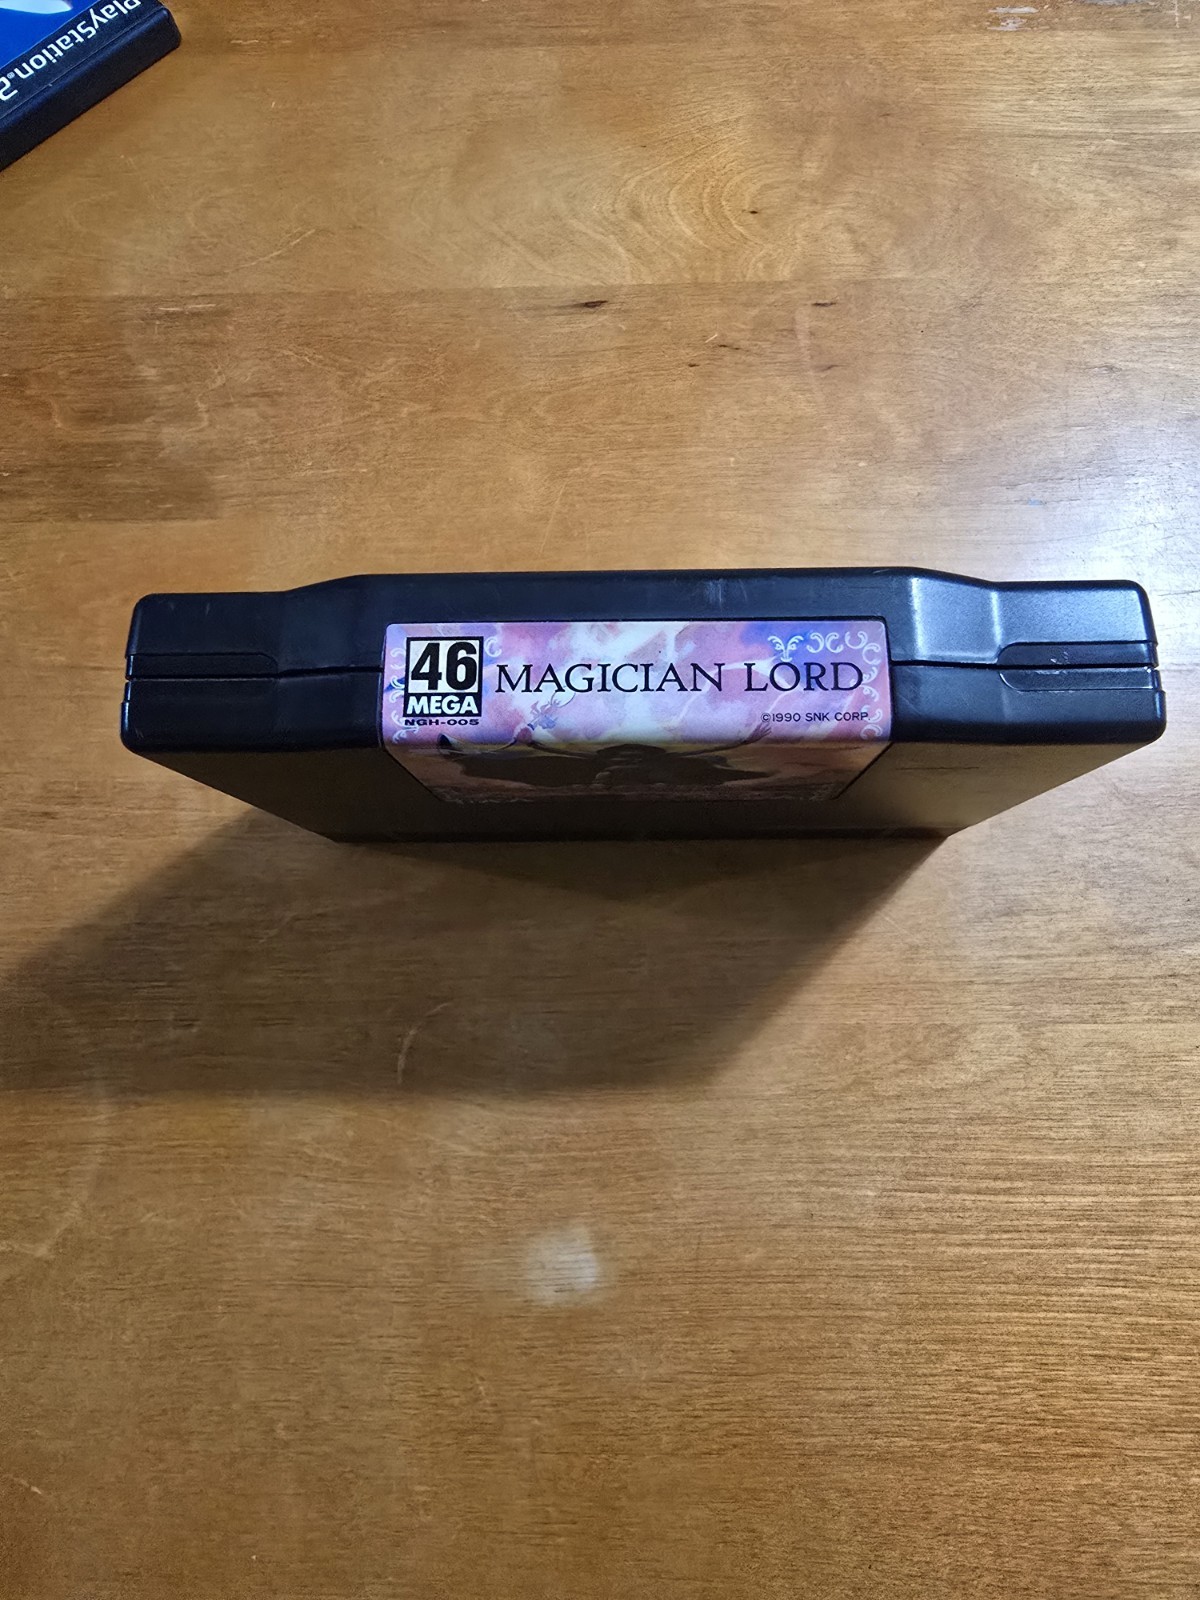 PlayStation®2
46
MEGA
NGH-005
MAGICIAN LORD
©1990 SNK CORP.